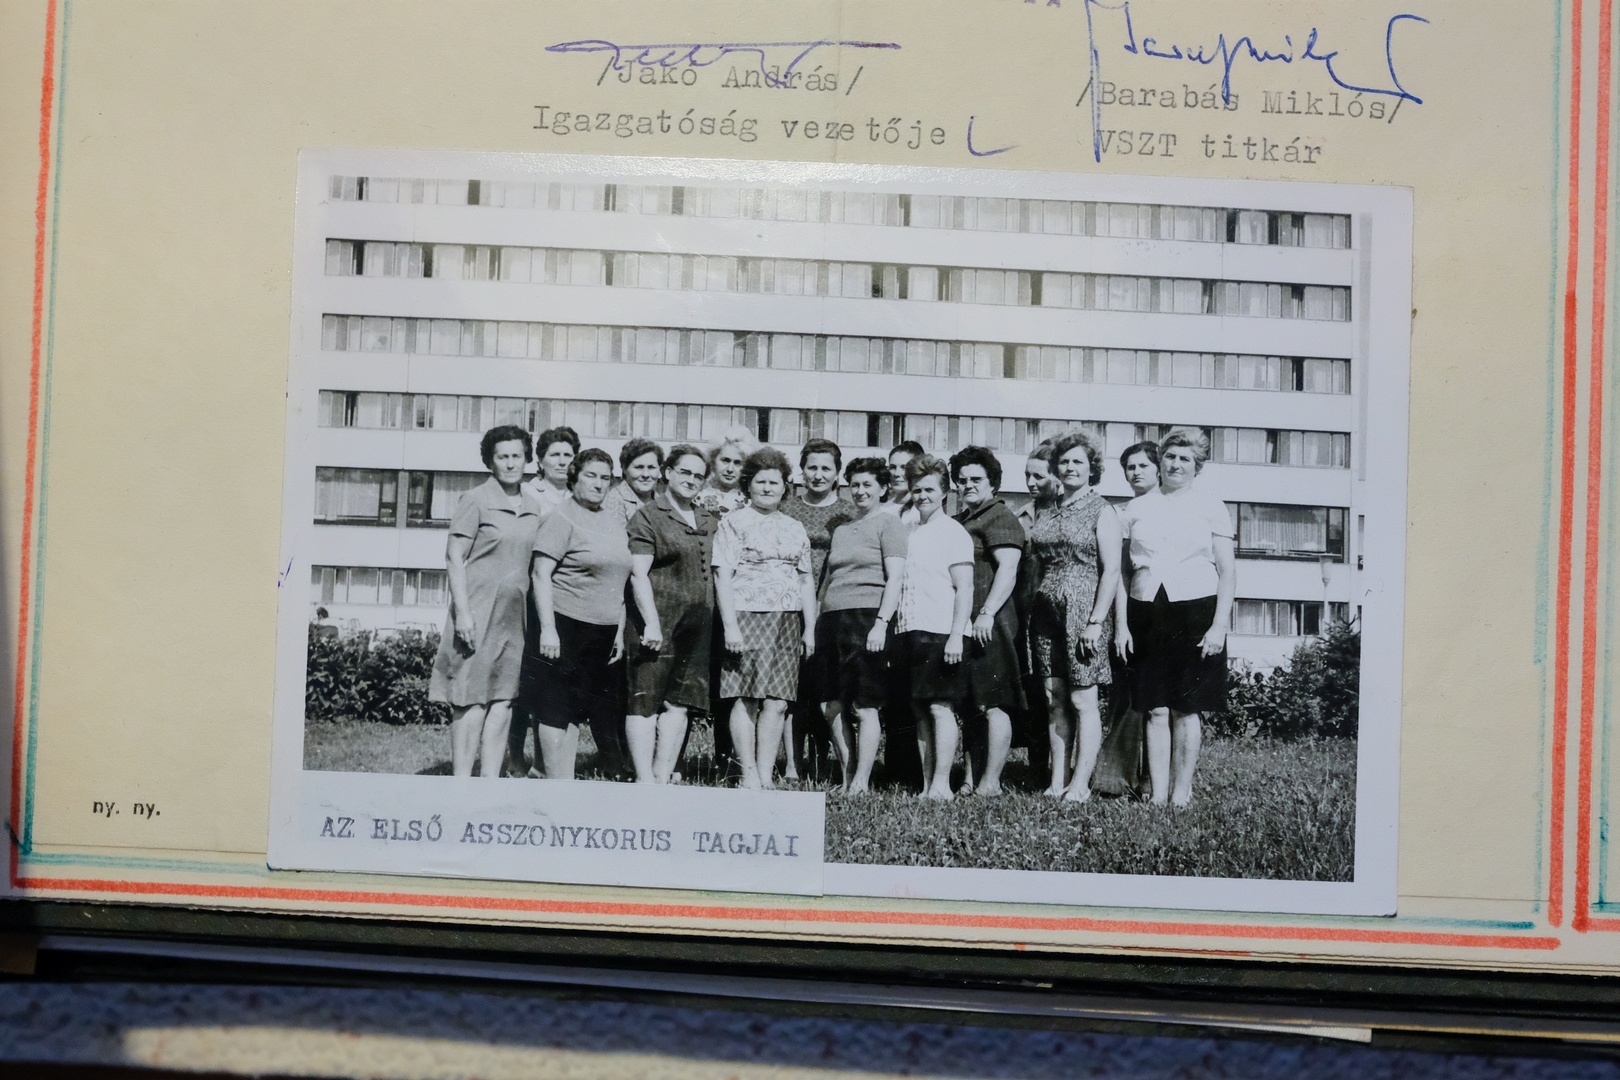 /Jakó András/
Igazgatóság vezetője
/Barabás Miklós/
VSZT titkár
ny. ny.
AZ ELSŐ ASSZONYKORUS TAGJAI